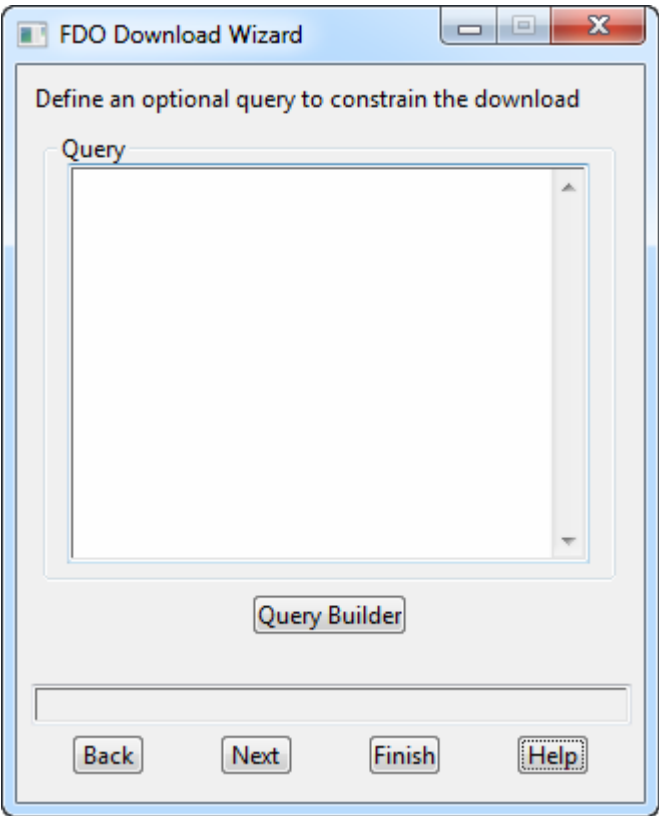 FDO Download Wizard
Define an optional query to constrain the download
Query
Query Builder
Back Next Finish Help